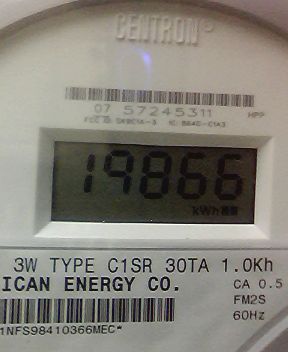 CENTRON®
07 57245311 HPP
19866
kWh
3W TYPE C1SR 30TA 1.0Kh
ICAN ENERGY CO. CA 0.5
FM2S
60Hz
1NFS98410366MEC*